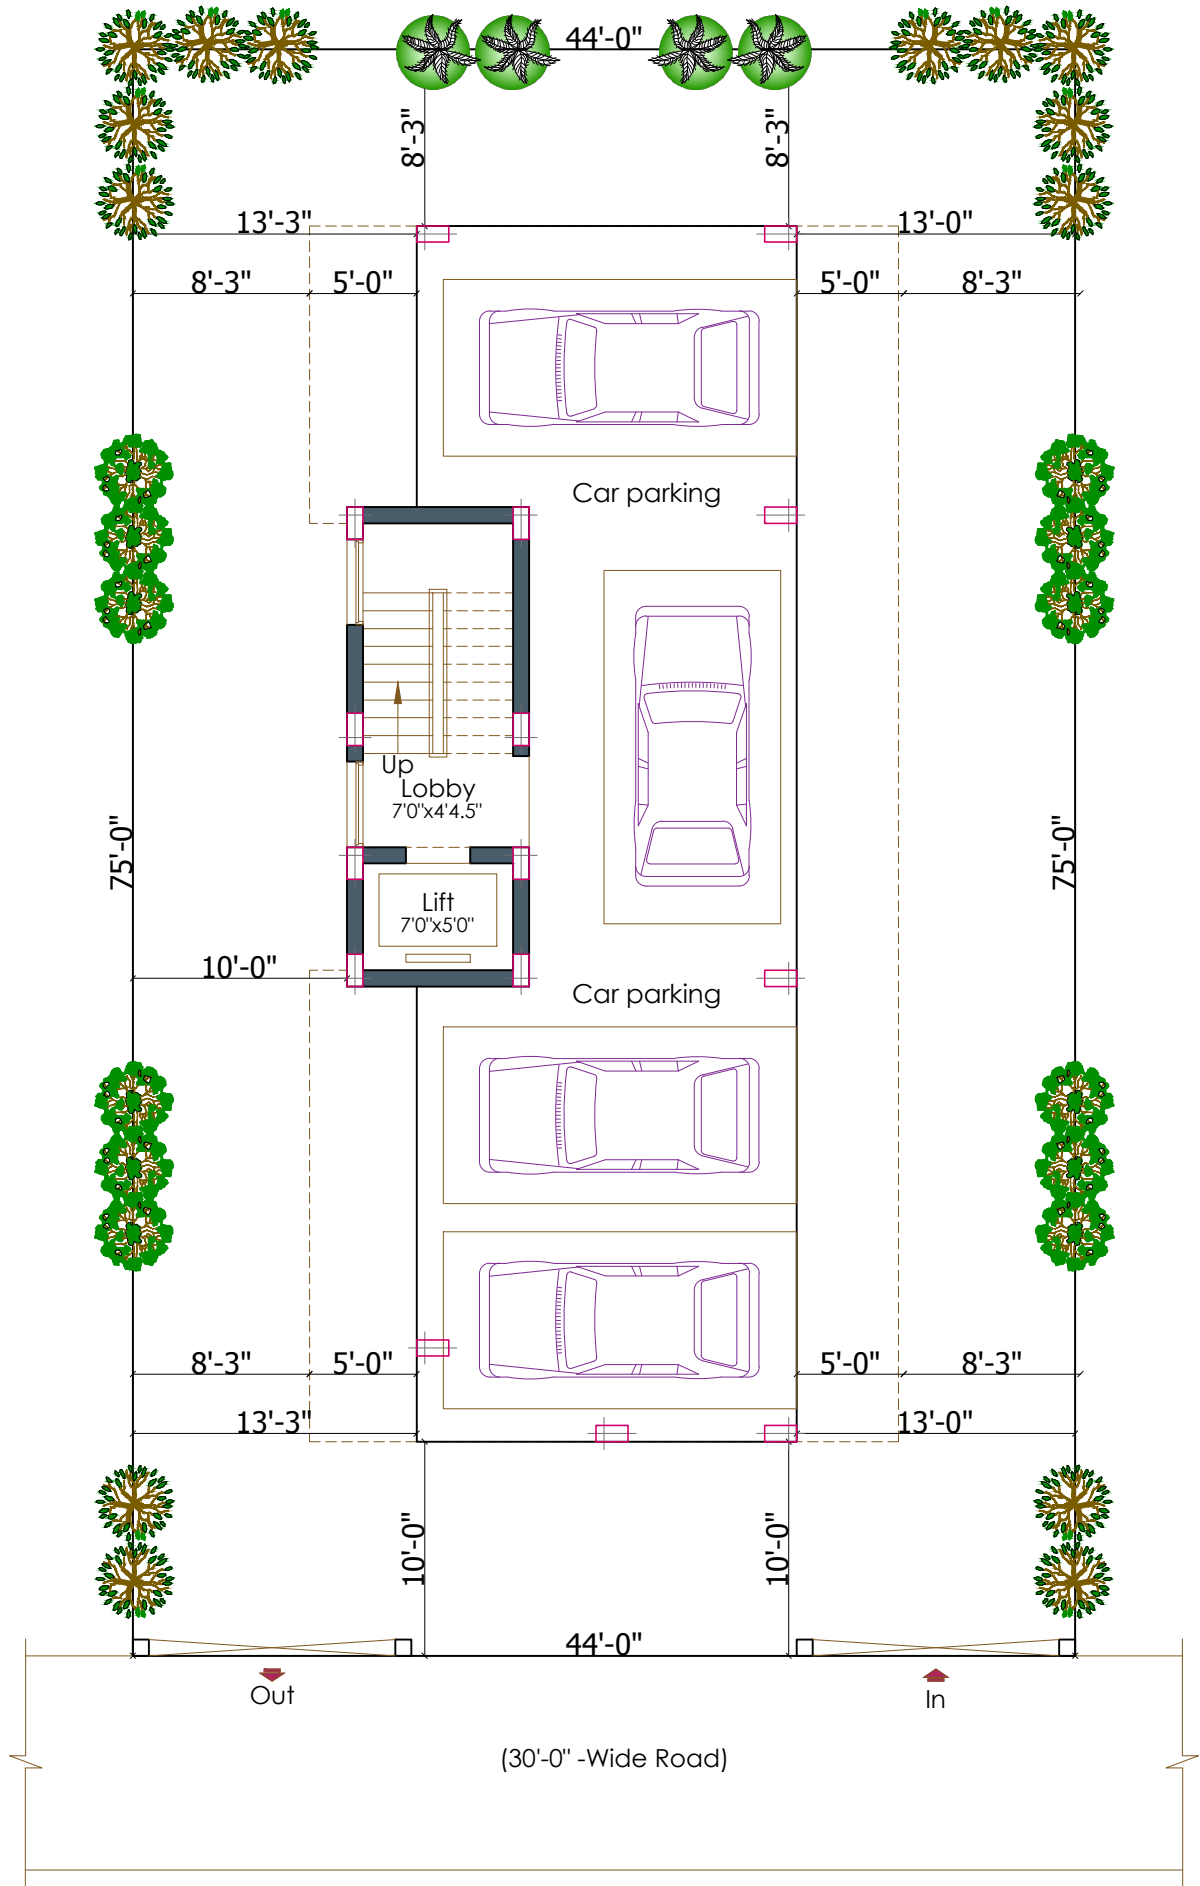 44'-0"
8'-3"
8'-3"
13'-3"
13'-0"
8'-3"
5'-0"
5'-0"
8'-3"
Car parking
Up
Lobby
7'0"x4'4.5"
75'-0"
75'-0"
Lift
7'0"x5'0"
10'-0"
Car parking
8'-3"
5'-0"
5'-0"
8'-3"
13'-3"
13'-0"
10'-0"
10'-0"
44'-0"
Out
In
(30'-0" -Wide Road)